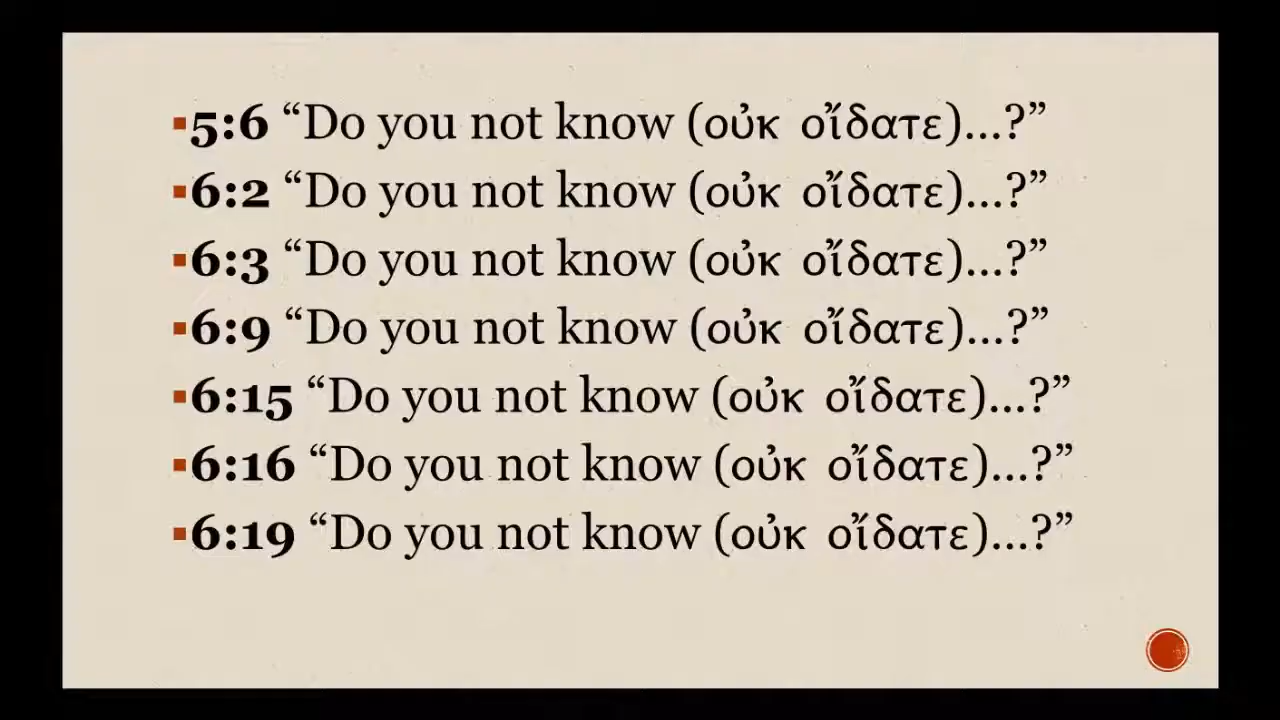 ▪5:6 “Do you not know (οὐκ οἴδατε)…?”
▪6:2 “Do you not know (οὐκ οἴδατε)…?”
▪6:3 “Do you not know (οὐκ οἴδατε)…?”
▪6:9 “Do you not know (οὐκ οἴδατε)…?”
▪6:15 “Do you not know (οὐκ οἴδατε)…?”
▪6:16 “Do you not know (οὐκ οἴδατε)…?”
▪6:19 “Do you not know (οὐκ οἴδατε)…?”